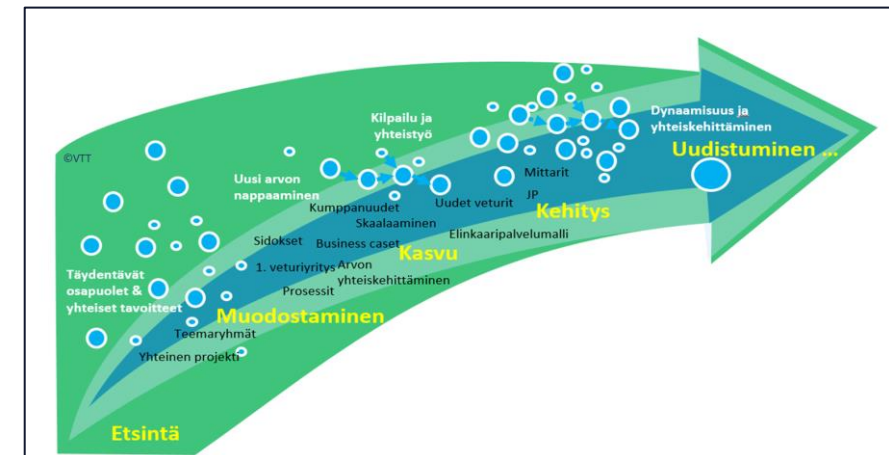 Kilpailu ja
yhteistyö
Dynaamisuus ja
yhteiskehittäminen
©VTT
Uudistuminen ...
Uusi arvon
nappaaminen
Mittarit
JP
Kumppanuudet
Uudet veturit
Kehitys
Skaalaaminen
Elinkaaripalvelumalli
Sidokset
Business caset
Kasvu
Täydentävät
osapuolet &
yhteiset tavoitteet
1. veturiyritys
Arvon
yhteiskehittäminen
Prosessit
Muodostaminen
Teemaryhmät
Yhteinen projekti
Etsintä